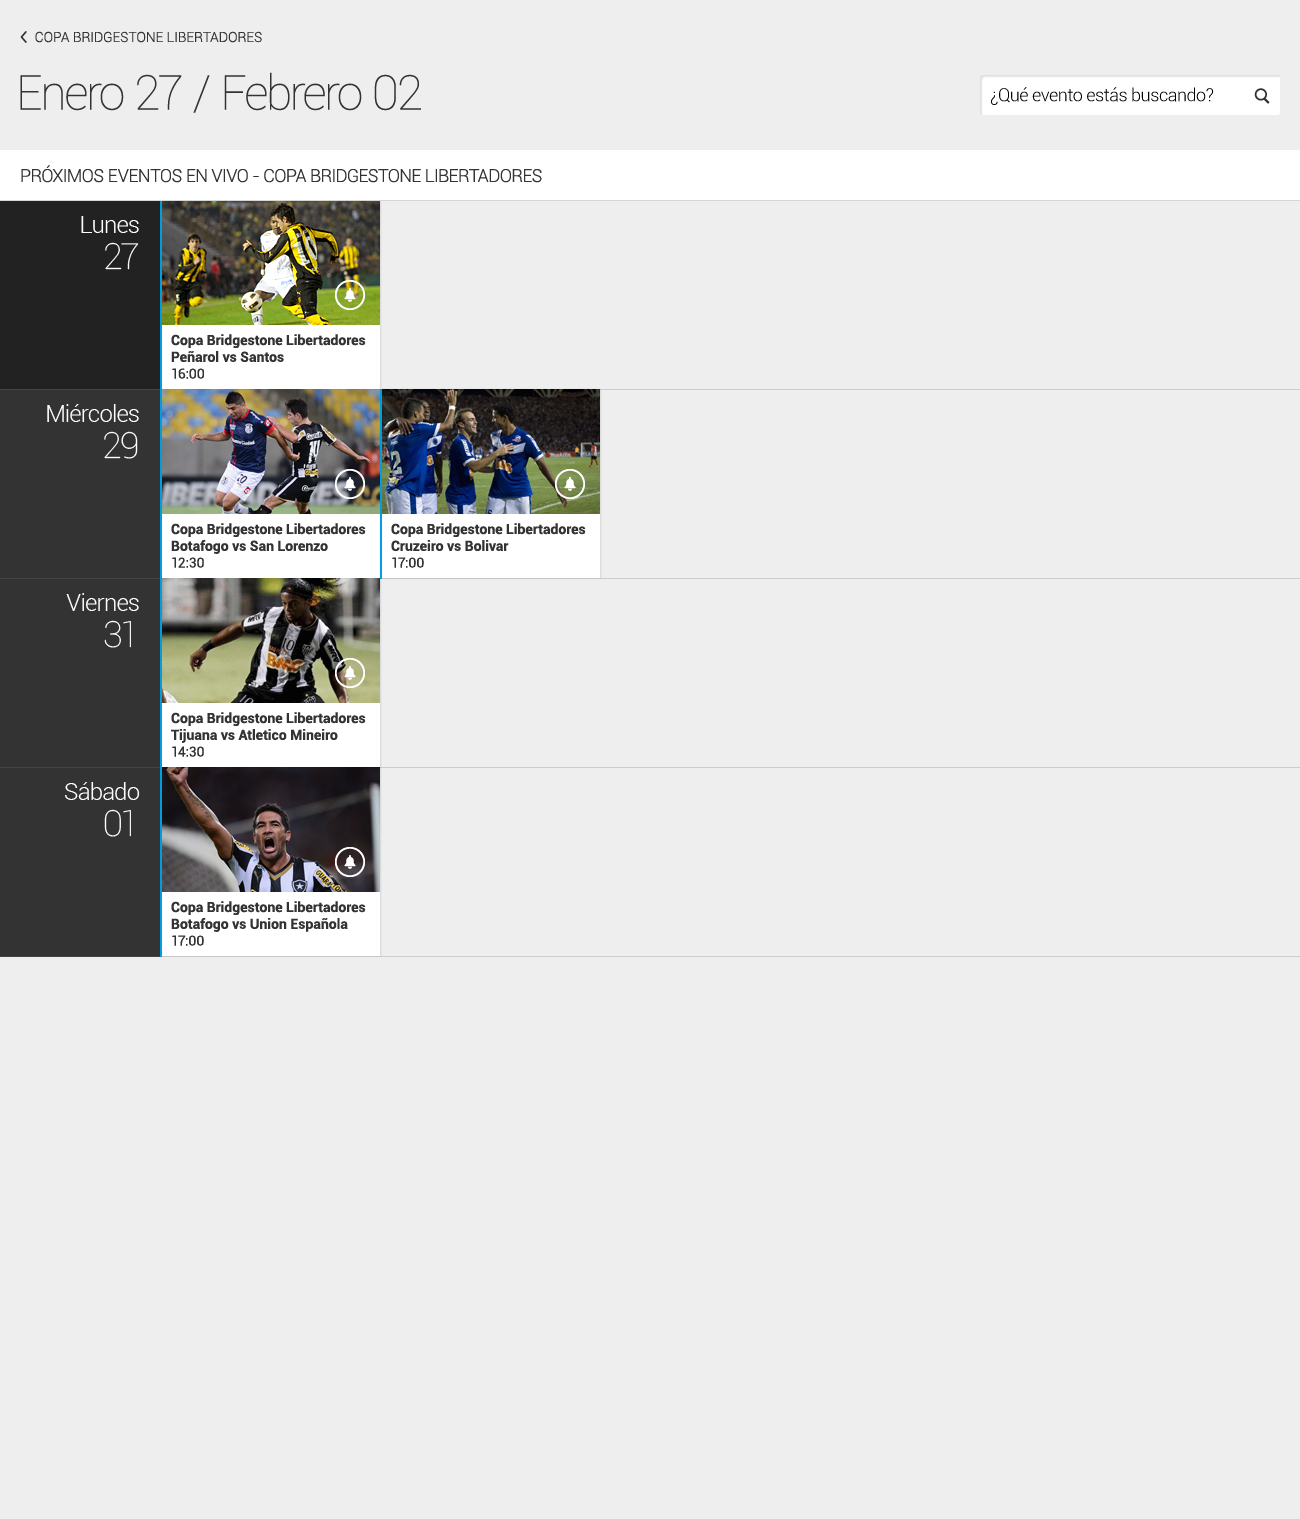 COPA BRIDGESTONE LIBERTADORES
Enero 27 / Febrero 02
¿Qué evento estás buscando?
PRÓXIMOS EVENTOS EN VIVO - COPA BRIDGESTONE LIBERTADORES
Lunes
27
Copa Bridgestone Libertadores
Peñarol vs Santos
16:00
Miércoles
29
Copa Bridgestone Libertadores
Botafogo vs San Lorenzo
12:30
Copa Bridgestone Libertadores
Cruzeiro vs Bolivar
17:00
Viernes
31
Copa Bridgestone Libertadores
Tijuana vs Atletico Mineiro
14:30
Sábado
01
Copa Bridgestone Libertadores
Botafogo vs Union Española
17:00